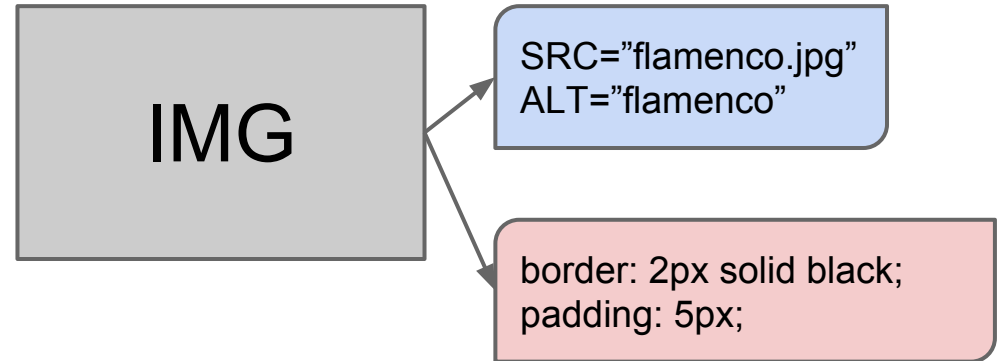 IMG
SRC=”flamenco.jpg”
ALT=”flamenco”
border: 2px solid black;
padding: 5px;